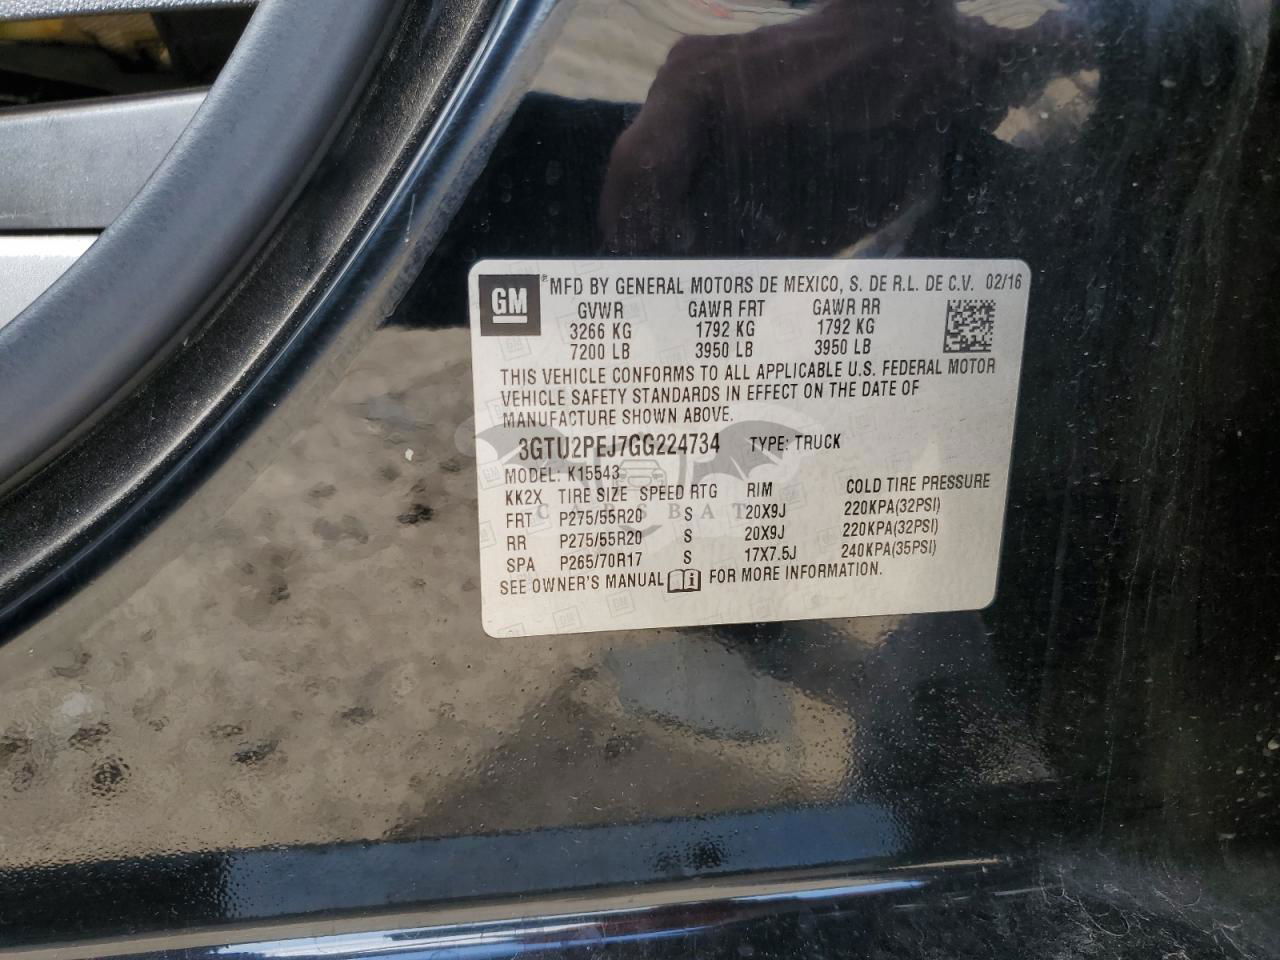 GM ® MFD BY GENERAL MOTORS DE MEXICO, S. DE R.L. DE C.V. 02/16
GVWR GAWR FRT GAWR RR
3266 KG 1792 KG 1792 KG
7200 LB 3950 LB 3950 LB
THIS VEHICLE CONFORMS TO ALL APPLICABLE U.S. FEDERAL MOTOR
VEHICLE SAFETY STANDARDS IN EFFECT ON THE DATE OF
MANUFACTURE SHOWN ABOVE.
3GTU2PEJ7GG224734 TYPE: TRUCK
MODEL: K15543
KK2X TIRE SIZE SPEED RTG RIM COLD TIRE PRESSURE
FRT P275/55R20 S 20X9J 220KPA(32PSI)
CARSBAT
RR P275/55R20 S 20X9J 220KPA(32PSI)
SPA P265/70R17 S 17X7.5J 240KPA(35PSI)
SEE OWNER'S MANUAL i FOR MORE INFORMATION.